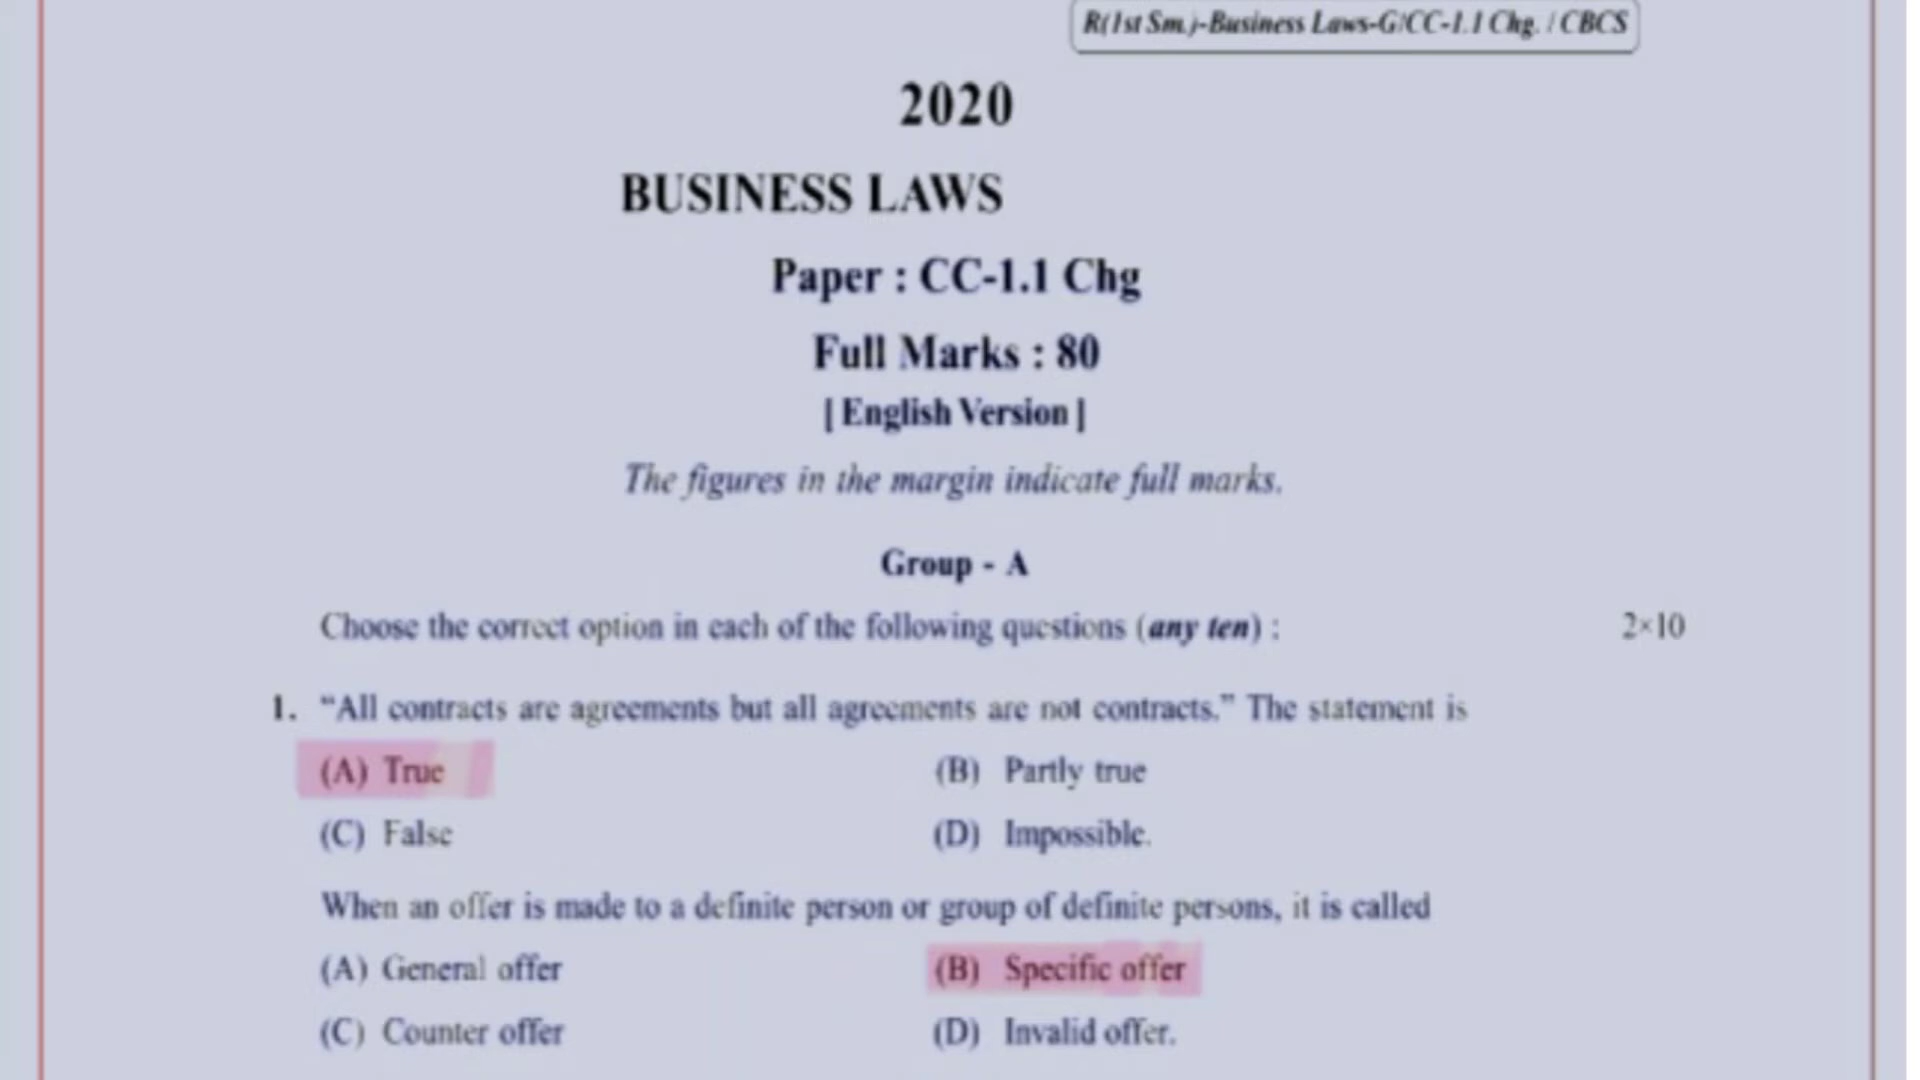 R(1st Sm.)-Business Laws-G/CC-1.1 Chg. / CBCS
2020
BUSINESS LAWS
Paper : CC-1.1 Chg
Full Marks : 80
[ English Version ]
The figures in the margin indicate full marks.
Group - A
Choose the correct option in each of the following questions (any ten) : 2×10
1. “All contracts are agreements but all agreements are not contracts.” The statement is
(A) True (B) Partly true
(C) False (D) Impossible.
When an offer is made to a definite person or group of definite persons, it is called
(A) General offer (B) Specific offer
(C) Counter offer (D) Invalid offer.